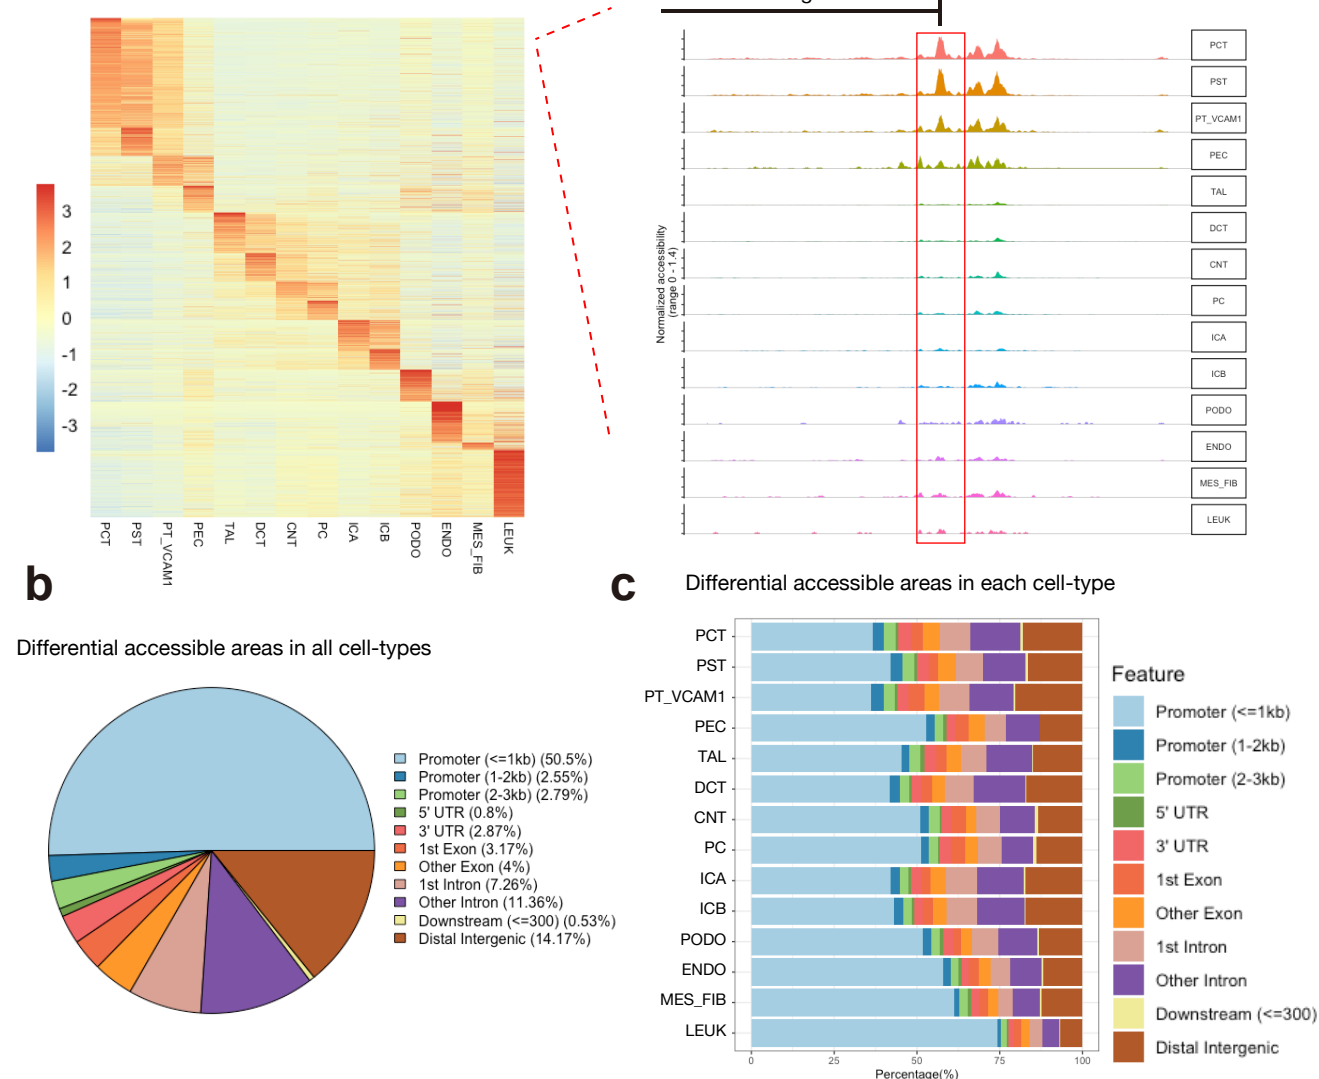 3
2
1
0
-1
-2
-3
PCT
PST
PT_VCAM1
PEC
TAL
DCT
CNT
PC
ICA
ICB
PODO
ENDO
MES_FIB
LEUK
Normalized accessibility
(range 0 - 1.4)
PCT
PST
PT_VCAM1
PEC
TAL
DCT
CNT
PC
ICA
ICB
PODO
ENDO
MES_FIB
LEUK
b
Differential accessible areas in all cell-types
Promoter (<=1kb) (50.5%)
Promoter (1-2kb) (2.55%)
Promoter (2-3kb) (2.79%)
5' UTR (0.8%)
3' UTR (2.87%)
1st Exon (3.17%)
Other Exon (4%)
1st Intron (7.26%)
Other Intron (11.36%)
Downstream (<=300) (0.53%)
Distal Intergenic (14.17%)
c
Differential accessible areas in each cell-type
PCT
PST
PT_VCAM1
PEC
TAL
DCT
CNT
PC
ICA
ICB
PODO
ENDO
MES_FIB
LEUK
0
25
50
75
100
Percentage(%)
Feature
Promoter (<=1kb)
Promoter (1-2kb)
Promoter (2-3kb)
5' UTR
3' UTR
1st Exon
Other Exon
1st Intron
Other Intron
Downstream (<=300)
Distal Intergenic